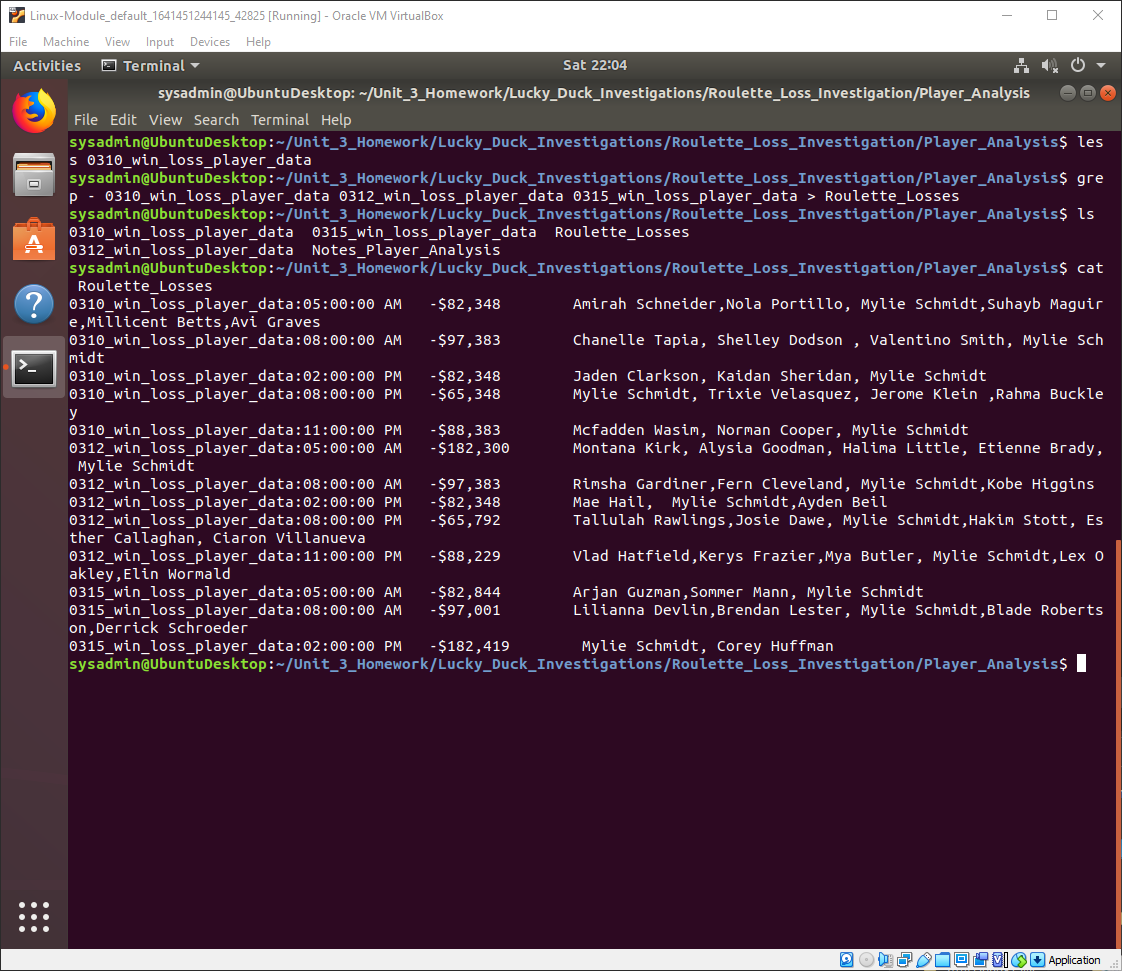 Linux-Module_default_1641451244145_42825 [Running] - Oracle VM VirtualBox
File Machine View Input Devices Help
Activities Terminal Sat 22:04
sysadmin@UbuntuDesktop: ~/Unit_3_Homework/Lucky_Duck_Investigations/Roulette_Loss_Investigation/Player_Analysis
File Edit View Search Terminal Help
sysadmin@UbuntuDesktop:~/Unit_3_Homework/Lucky_Duck_Investigations/Roulette_Loss_Investigation/Player_Analysis$ les
s 0310_win_loss_player_data
sysadmin@UbuntuDesktop:~/Unit_3_Homework/Lucky_Duck_Investigations/Roulette_Loss_Investigation/Player_Analysis$ gre
p - 0310_win_loss_player_data 0312_win_loss_player_data 0315_win_loss_player_data > Roulette_Losses
sysadmin@UbuntuDesktop:~/Unit_3_Homework/Lucky_Duck_Investigations/Roulette_Loss_Investigation/Player_Analysis$ ls
0310_win_loss_player_data  0315_win_loss_player_data  Roulette_Losses
0312_win_loss_player_data  Notes_Player_Analysis
sysadmin@UbuntuDesktop:~/Unit_3_Homework/Lucky_Duck_Investigations/Roulette_Loss_Investigation/Player_Analysis$ cat
 Roulette_Losses
0310_win_loss_player_data:05:00:00 AM   -$82,348        Amirah Schneider,Nola Portillo, Mylie Schmidt,Suhayb Maguir
e,Millicent Betts,Avi Graves
0310_win_loss_player_data:08:00:00 AM   -$97,383        Chanelle Tapia, Shelley Dodson , Valentino Smith, Mylie Sch
midt
0310_win_loss_player_data:02:00:00 PM   -$82,348        Jaden Clarkson, Kaidan Sheridan, Mylie Schmidt
0310_win_loss_player_data:08:00:00 PM   -$65,348        Mylie Schmidt, Trixie Velasquez, Jerome Klein ,Rahma Buckle
y
0310_win_loss_player_data:11:00:00 PM   -$88,383        Mcfadden Wasim, Norman Cooper, Mylie Schmidt
0312_win_loss_player_data:05:00:00 AM   -$182,300       Montana Kirk, Alysia Goodman, Halima Little, Etienne Brady,
 Mylie Schmidt
0312_win_loss_player_data:08:00:00 AM   -$97,383        Rimsha Gardiner,Fern Cleveland, Mylie Schmidt,Kobe Higgins
0312_win_loss_player_data:02:00:00 PM   -$82,348        Mae Hail,  Mylie Schmidt,Ayden Beil
0312_win_loss_player_data:08:00:00 PM   -$65,792        Tallulah Rawlings,Josie Dawe, Mylie Schmidt,Hakim Stott, Es
ther Callaghan, Ciaron Villanueva
0312_win_loss_player_data:11:00:00 PM   -$88,229        Vlad Hatfield,Kerys Frazier,Mya Butler, Mylie Schmidt,Lex O
akley,Elin Wormald
0315_win_loss_player_data:05:00:00 AM   -$82,844        Arjan Guzman,Sommer Mann, Mylie Schmidt
0315_win_loss_player_data:08:00:00 AM   -$97,001        Lilianna Devlin,Brendan Lester, Mylie Schmidt,Blade Roberts
on,Derrick Schroeder
0315_win_loss_player_data:02:00:00 PM   -$182,419        Mylie Schmidt, Corey Huffman
sysadmin@UbuntuDesktop:~/Unit_3_Homework/Lucky_Duck_Investigations/Roulette_Loss_Investigation/Player_Analysis$
Application